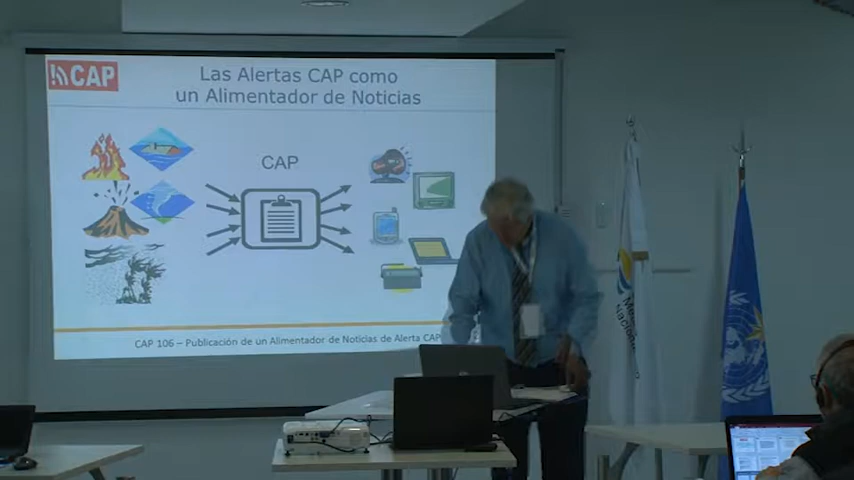 CAP
Las Alertas CAP como
un Alimentador de Noticias
CAP
CAP 106 – Publicación de un Alimentador de Noticias de Alerta CAP